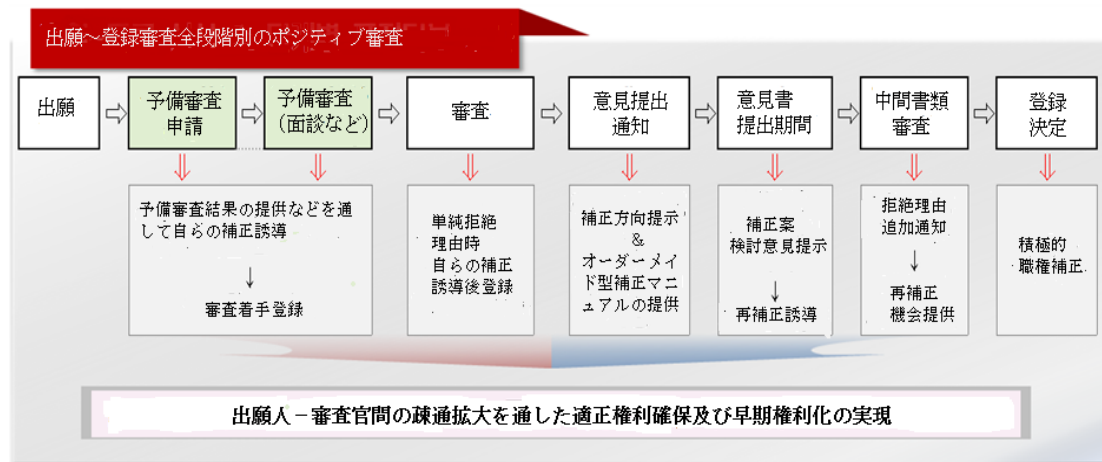 出願～登録審査全段階別のポジティブ審査
出願
予備審査
申請
予備審査
（面談など）
審査
意見提出
通知
意見書
提出期間
中間書類
審査
登録
決定
予備審査結果の提供などを通
して自らの補正誘導
↓
審査着手登録
単純拒絶
理由時
自らの補正
誘導後登録
補正方向提示
&
オーダーメイ
ド型補正マニ
ュアルの提供
補正案
検討意見提示
↓
再補正誘導
拒絶理由
追加通知
↓
再補正
機会提供
積極的
職権補正
出願人－審査官間の疎通拡大を通した適正権利確保及び早期権利化の実現